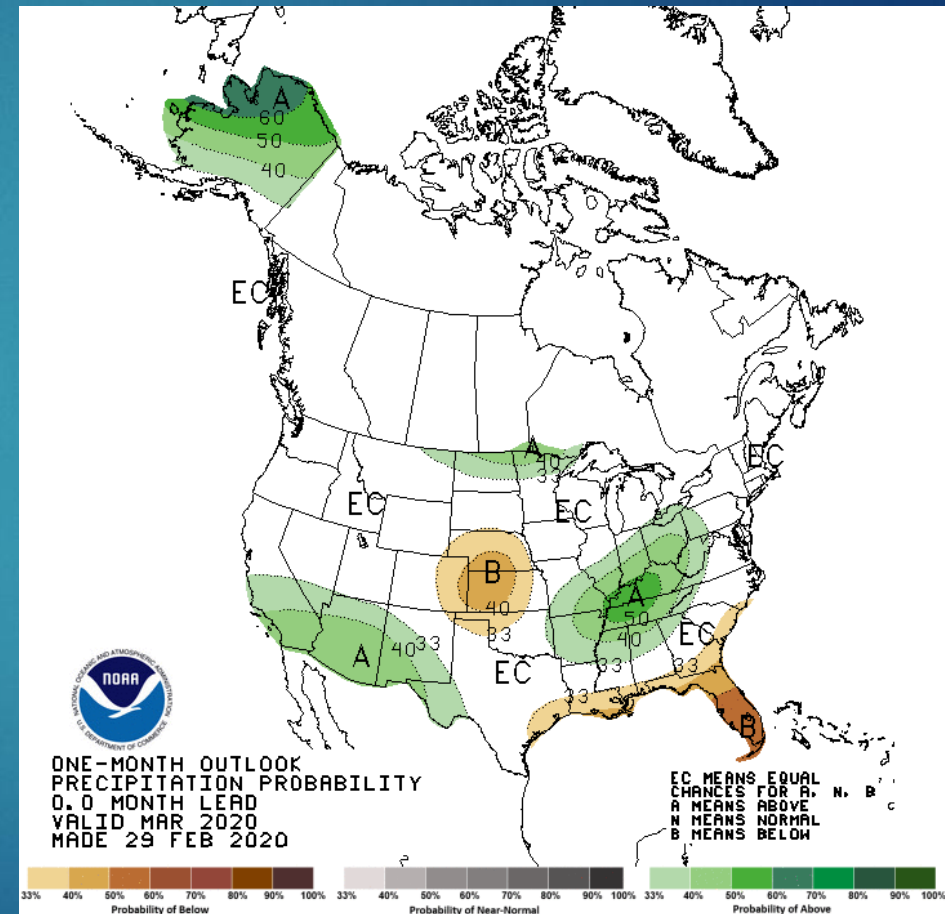 A
60
50
40
EC
A
40
33
EC
EC
EC
B
40
33
A
50
40
33
33
33
EC
EC
A
40
33
B
NOAA
NATIONAL OCEANIC AND ATMOSPHERIC ADMINISTRATION
U.S. DEPARTMENT OF COMMERCE
ONE-MONTH OUTLOOK
PRECIPITATION PROBABILITY
0.0 MONTH LEAD
VALID MAR 2020
MADE 29 FEB 2020
EC MEANS EQUAL
CHANCES FOR A, N, B
A MEANS ABOVE
N MEANS NORMAL
B MEANS BELOW
33% 40% 50% 60% 70% 80% 90% 100%
Probability of Below
33% 40% 50% 60% 70% 80% 90% 100%
Probability of Near-Normal
33% 40% 50% 60% 70% 80% 90% 100%
Probability of Above